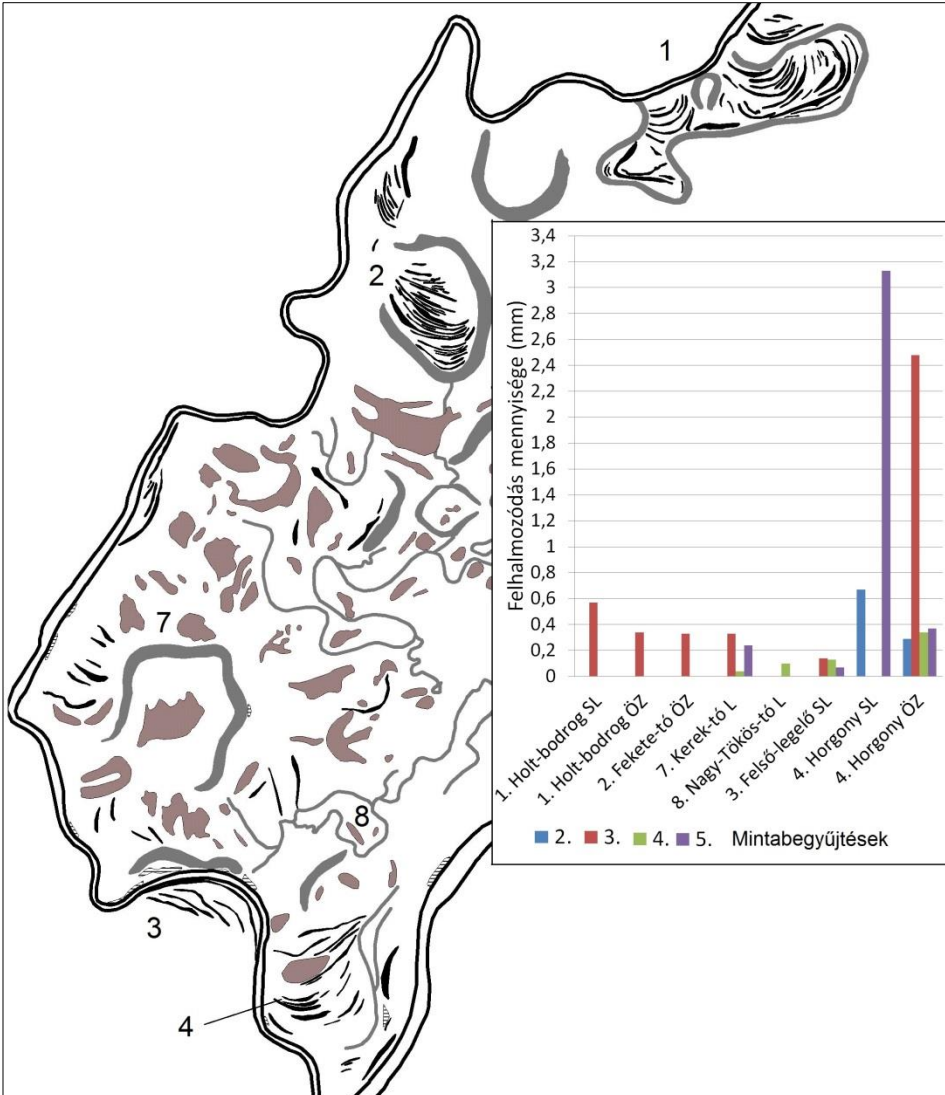 1
2
7
8
3
4
Felhalmozódás mennyisége (mm)
3,4
3,2
3
2,8
2,6
2,4
2,2
2
1,8
1,6
1,4
1,2
1
0,8
0,6
0,4
0,2
0
1. Holt-bodrog SL
1. Holt-bodrog ÖZ
2. Fekete-tó ÖZ
7. Kerek-tó L
8. Nagy-Tökös-tó L
3. Felső-legelő SL
4. Horgony SL
4. Horgony ÖZ
2. 3. 4. 5. Mintabegyűjtések